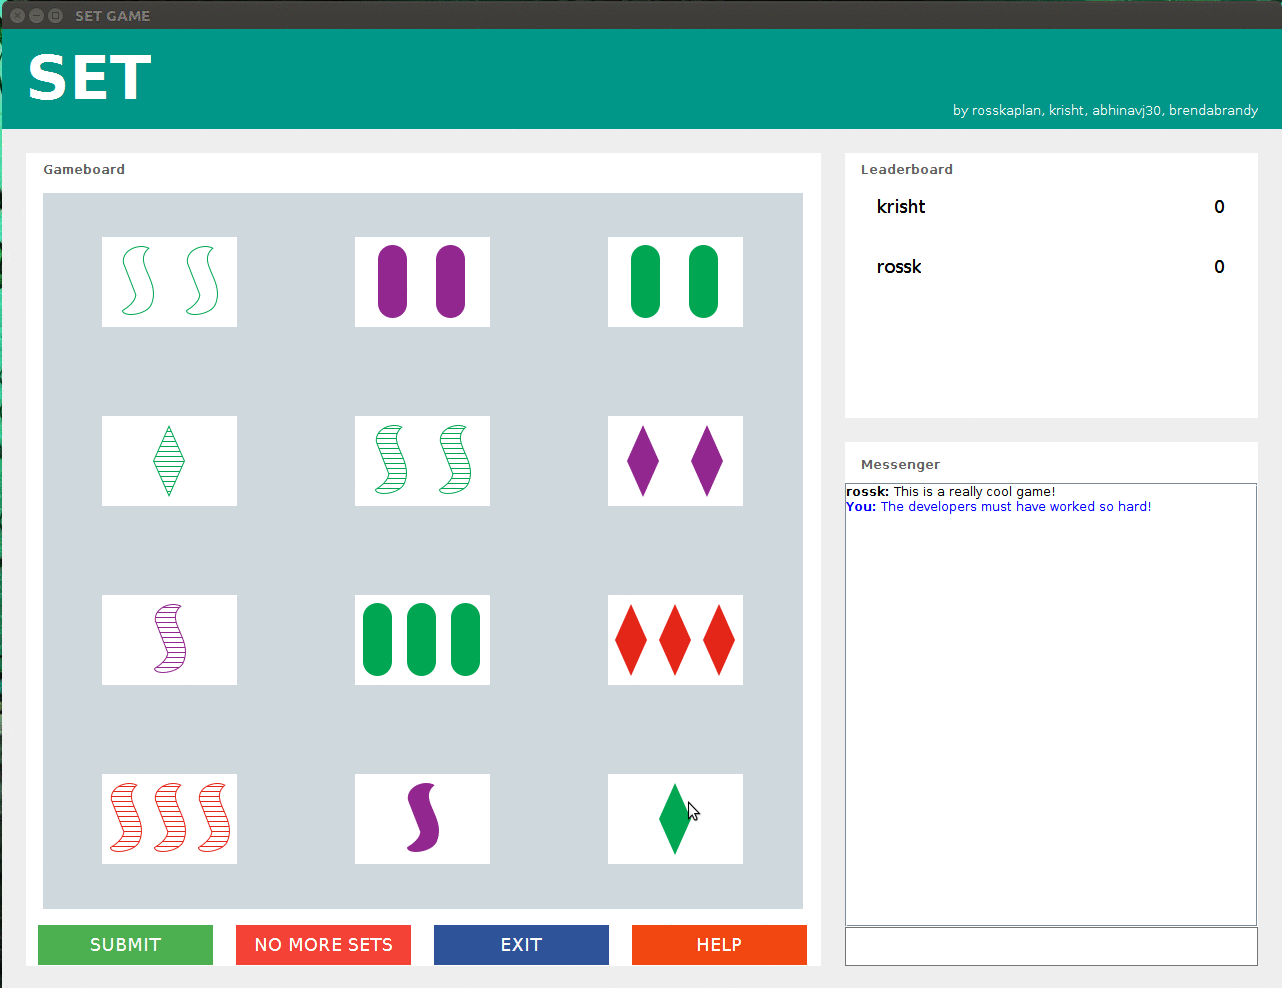 SET GAME
SET
by rosskaplan, krisht, abhinavj30, brendabrandy
Gameboard
Leaderboard
krisht 0
rossk 0
Messenger
rossk: This is a really cool game!
You: The developers must have worked so hard!
SUBMIT
NO MORE SETS
EXIT
HELP